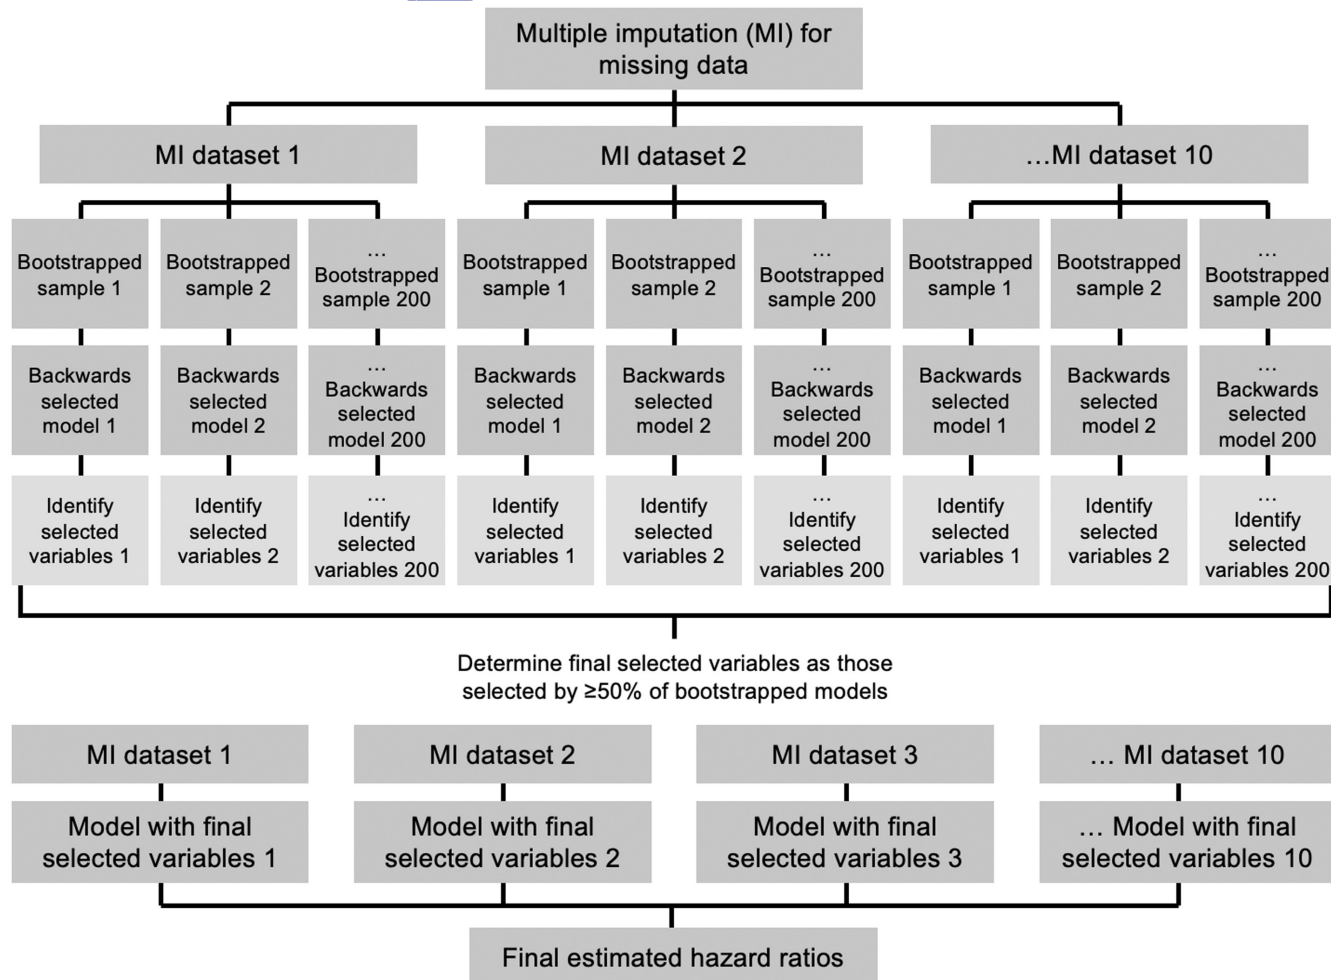 Multiple imputation (MI) for
missing data
MI dataset 1
MI dataset 2
…MI dataset 10
Bootstrapped
sample 1
Bootstrapped
sample 2
…
Bootstrapped
sample 200
Bootstrapped
sample 1
Bootstrapped
sample 2
…
Bootstrapped
sample 200
Bootstrapped
sample 1
Bootstrapped
sample 2
…
Bootstrapped
sample 200
Backwards
selected
model 1
Backwards
selected
model 2
…
Backwards
selected
model 200
Backwards
selected
model 1
Backwards
selected
model 2
…
Backwards
selected
model 200
Backwards
selected
model 1
Backwards
selected
model 2
…
Backwards
selected
model 200
Identify
selected
variables 1
Identify
selected
variables 2
…
Identify
selected
variables 200
Identify
selected
variables 1
Identify
selected
variables 2
…
Identify
selected
variables 200
Identify
selected
variables 1
Identify
selected
variables 2
…
Identify
selected
variables 200
Determine final selected variables as those
selected by ≥50% of bootstrapped models
MI dataset 1
MI dataset 2
MI dataset 3
… MI dataset 10
Model with final
selected variables 1
Model with final
selected variables 2
Model with final
selected variables 3
… Model with final
selected variables 10
Final estimated hazard ratios